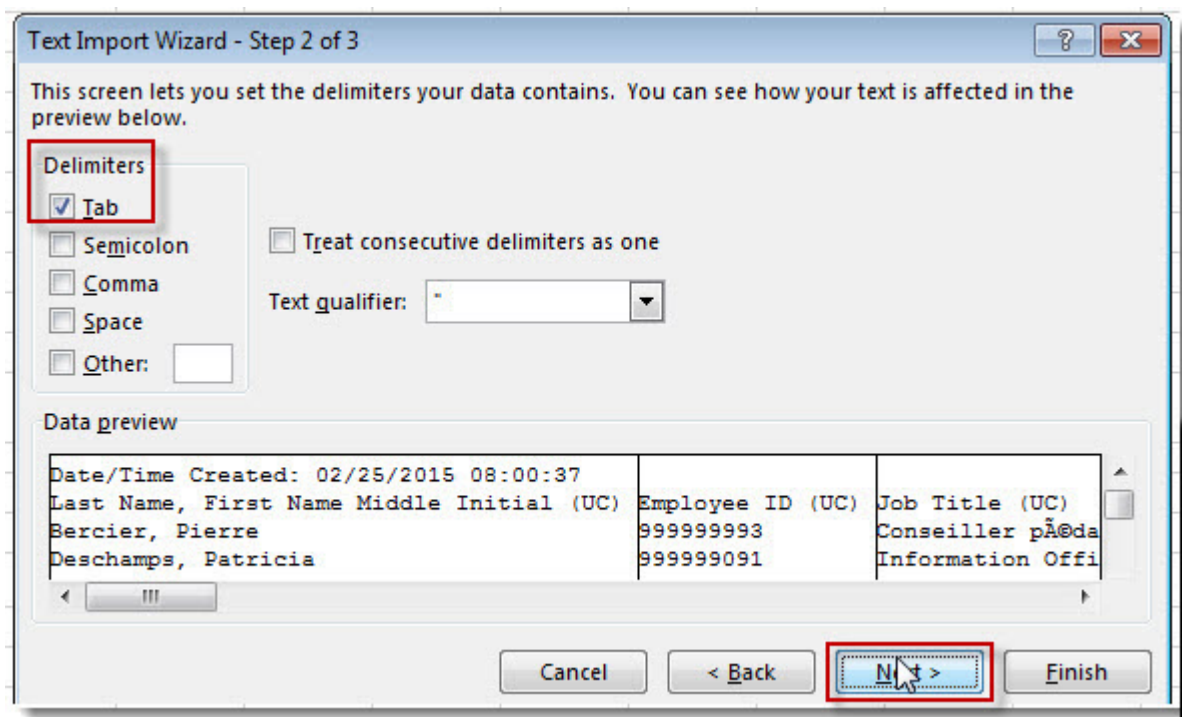 Text Import Wizard - Step 2 of 3
This screen lets you set the delimiters your data contains.  You can see how your text is affected in the
preview below.
Delimiters
Tab
Semicolon
Comma
Space
Other:
Treat consecutive delimiters as one
Text qualifier: "
Data preview
Date/Time Created: 02/25/2015 08:00:37
Last Name, First Name Middle Initial (UC) Employee ID (UC) Job Title (UC)
Bercier, Pierre 999999993 Conseiller pÃ©da
Deschamps, Patricia 999999091 Information Offi
Cancel < Back Next > Finish